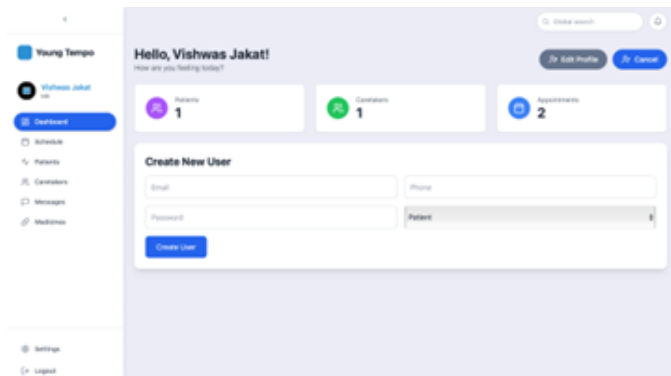 Global search
Young Tempo
Hello, Vishwas Jakat!
How are you feeling today?
Edit Profile
Cancel
Vishwas Jakat
Patients
1
Caretakers
1
Appointments
2
Dashboard
Schedule
Patients
Caretakers
Messages
Medicines
Create New User
Email
Phone
Password
Patient
Create User
Settings
Logout